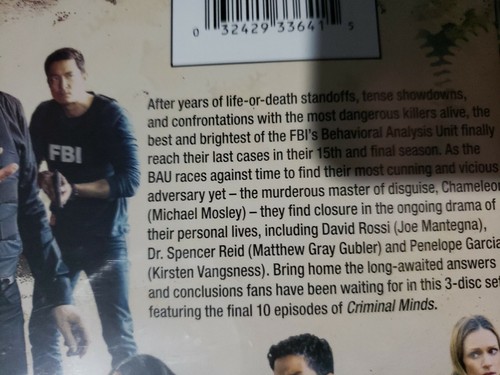 0 32429 33641 5
After years of life-or-death standoffs, tense showdowns,
and confrontations with the most dangerous killers alive, the
best and brightest of the FBI's Behavioral Analysis Unit finally
reach their last cases in their 15th and final season. As the
BAU races against time to find their most cunning and vicious
adversary yet – the murderous master of disguise, Chameleon
(Michael Mosley) – they find closure in the ongoing drama of
their personal lives, including David Rossi (Joe Mantegna),
Dr. Spencer Reid (Matthew Gray Gubler) and Penelope Garcia
(Kirsten Vangsness). Bring home the long-awaited answers
and conclusions fans have been waiting for in this 3-disc set
featuring the final 10 episodes of Criminal Minds.
FBI